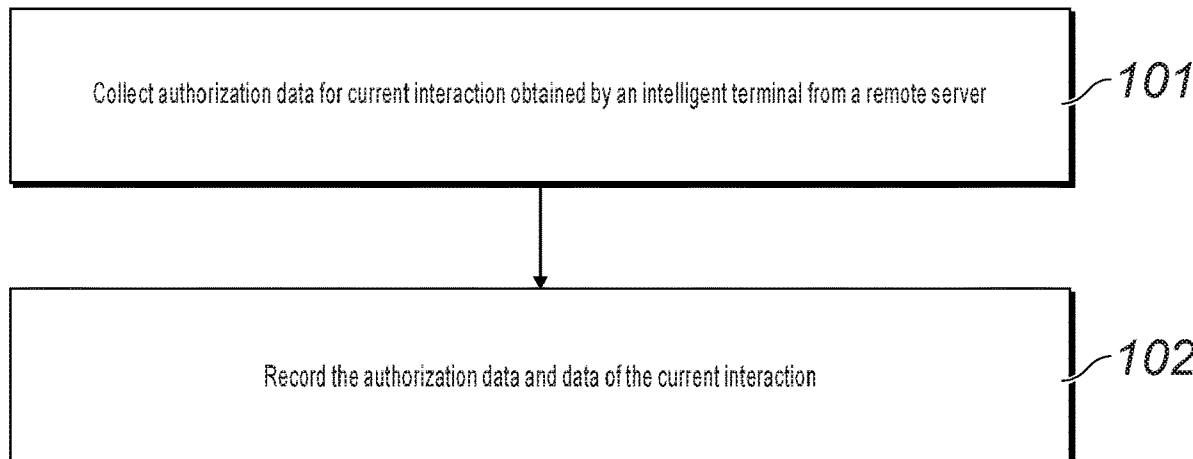 Collect authorization data for current interaction obtained by an intelligent terminal from a remote server
101
Record the authorization data and data of the current interaction
102